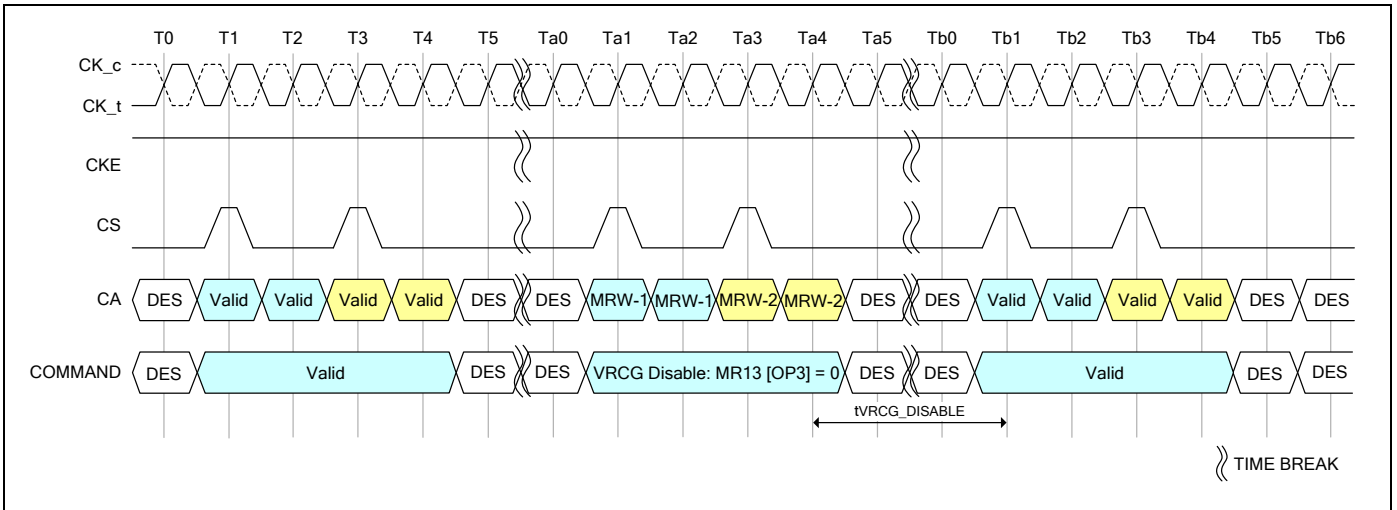 T0 T1 T2 T3 T4 T5 Ta0 Ta1 Ta2 Ta3 Ta4 Ta5 Tb0 Tb1 Tb2 Tb3 Tb4 Tb5 Tb6
CK_c
CK_t
CKE
CS
CA DES Valid Valid Valid Valid DES DES MRW-1 MRW-1 MRW-2 MRW-2 DES DES Valid Valid Valid Valid DES DES
COMMAND DES Valid DES DES VRCG Disable: MR13 [OP3] = 0 DES DES Valid DES DES
tVRCG_DISABLE
TIME BREAK